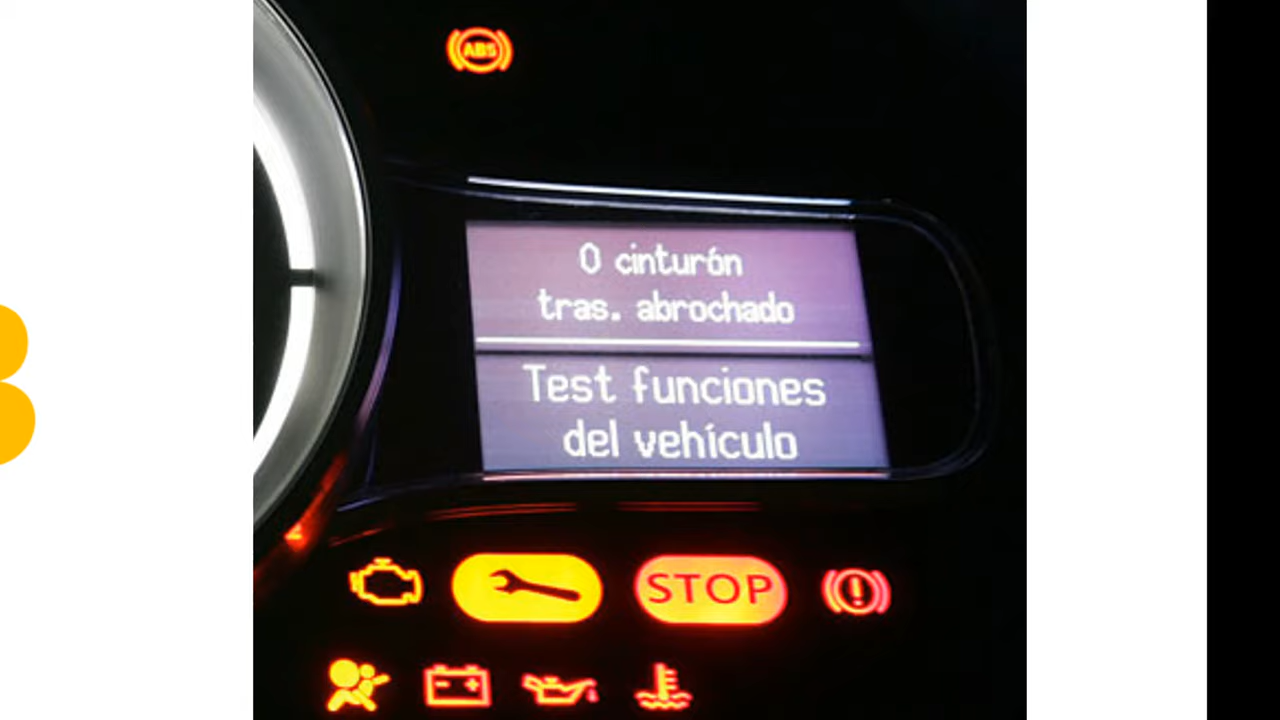 ABS
0 cinturón
tras. abrochado
Test funciones
del vehículo
STOP